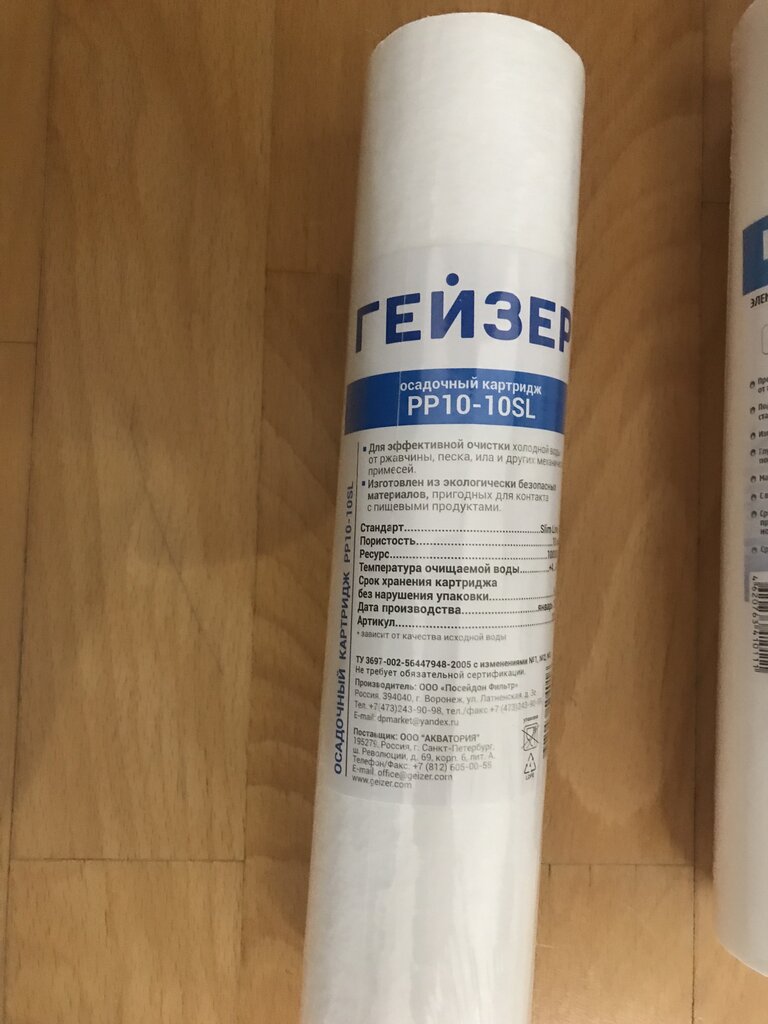 ГЕЙЗЕР
осадочный картридж
PP10-10SL
Для эффективной очистки холодной воды
от ржавчины, песка, ила и других
примесей.
Изготовлен из экологически безопасных
материалов, пригодных для контакта
с пищевыми продуктами.
Стандарт
Пористость
Ресурс
Температура очищаемой воды
Срок хранения картриджа
без нарушения упаковки
Дата производства
Артикул
* зависит от качества исходной воды
ТУ 3697-002-56447948-2005 с изменениями №1,
Не требует обязательной сертификации.
Производитель: ООО «Посейдон Фильтр»
Россия, 394040, г. Воронеж, ул. Латненская, д. 3с
Тел. +7(473)243-90-98, тел./факс +7
E-mail: dpmarket@yandex.ru
Поставщик: ООО "АКВАТОРИЯ"
195279, Россия, г. Санкт-Петербург,
ш. Революции, д. 69, корп. 6, лит. А
Телефон/Факс: +7 (812) 605-00-55
E-mail: office@geizer.com
www.geizer.com
упаковка
LDPE
ОСАДОЧНЫЙ КАРТРИДЖ PP10-10SL